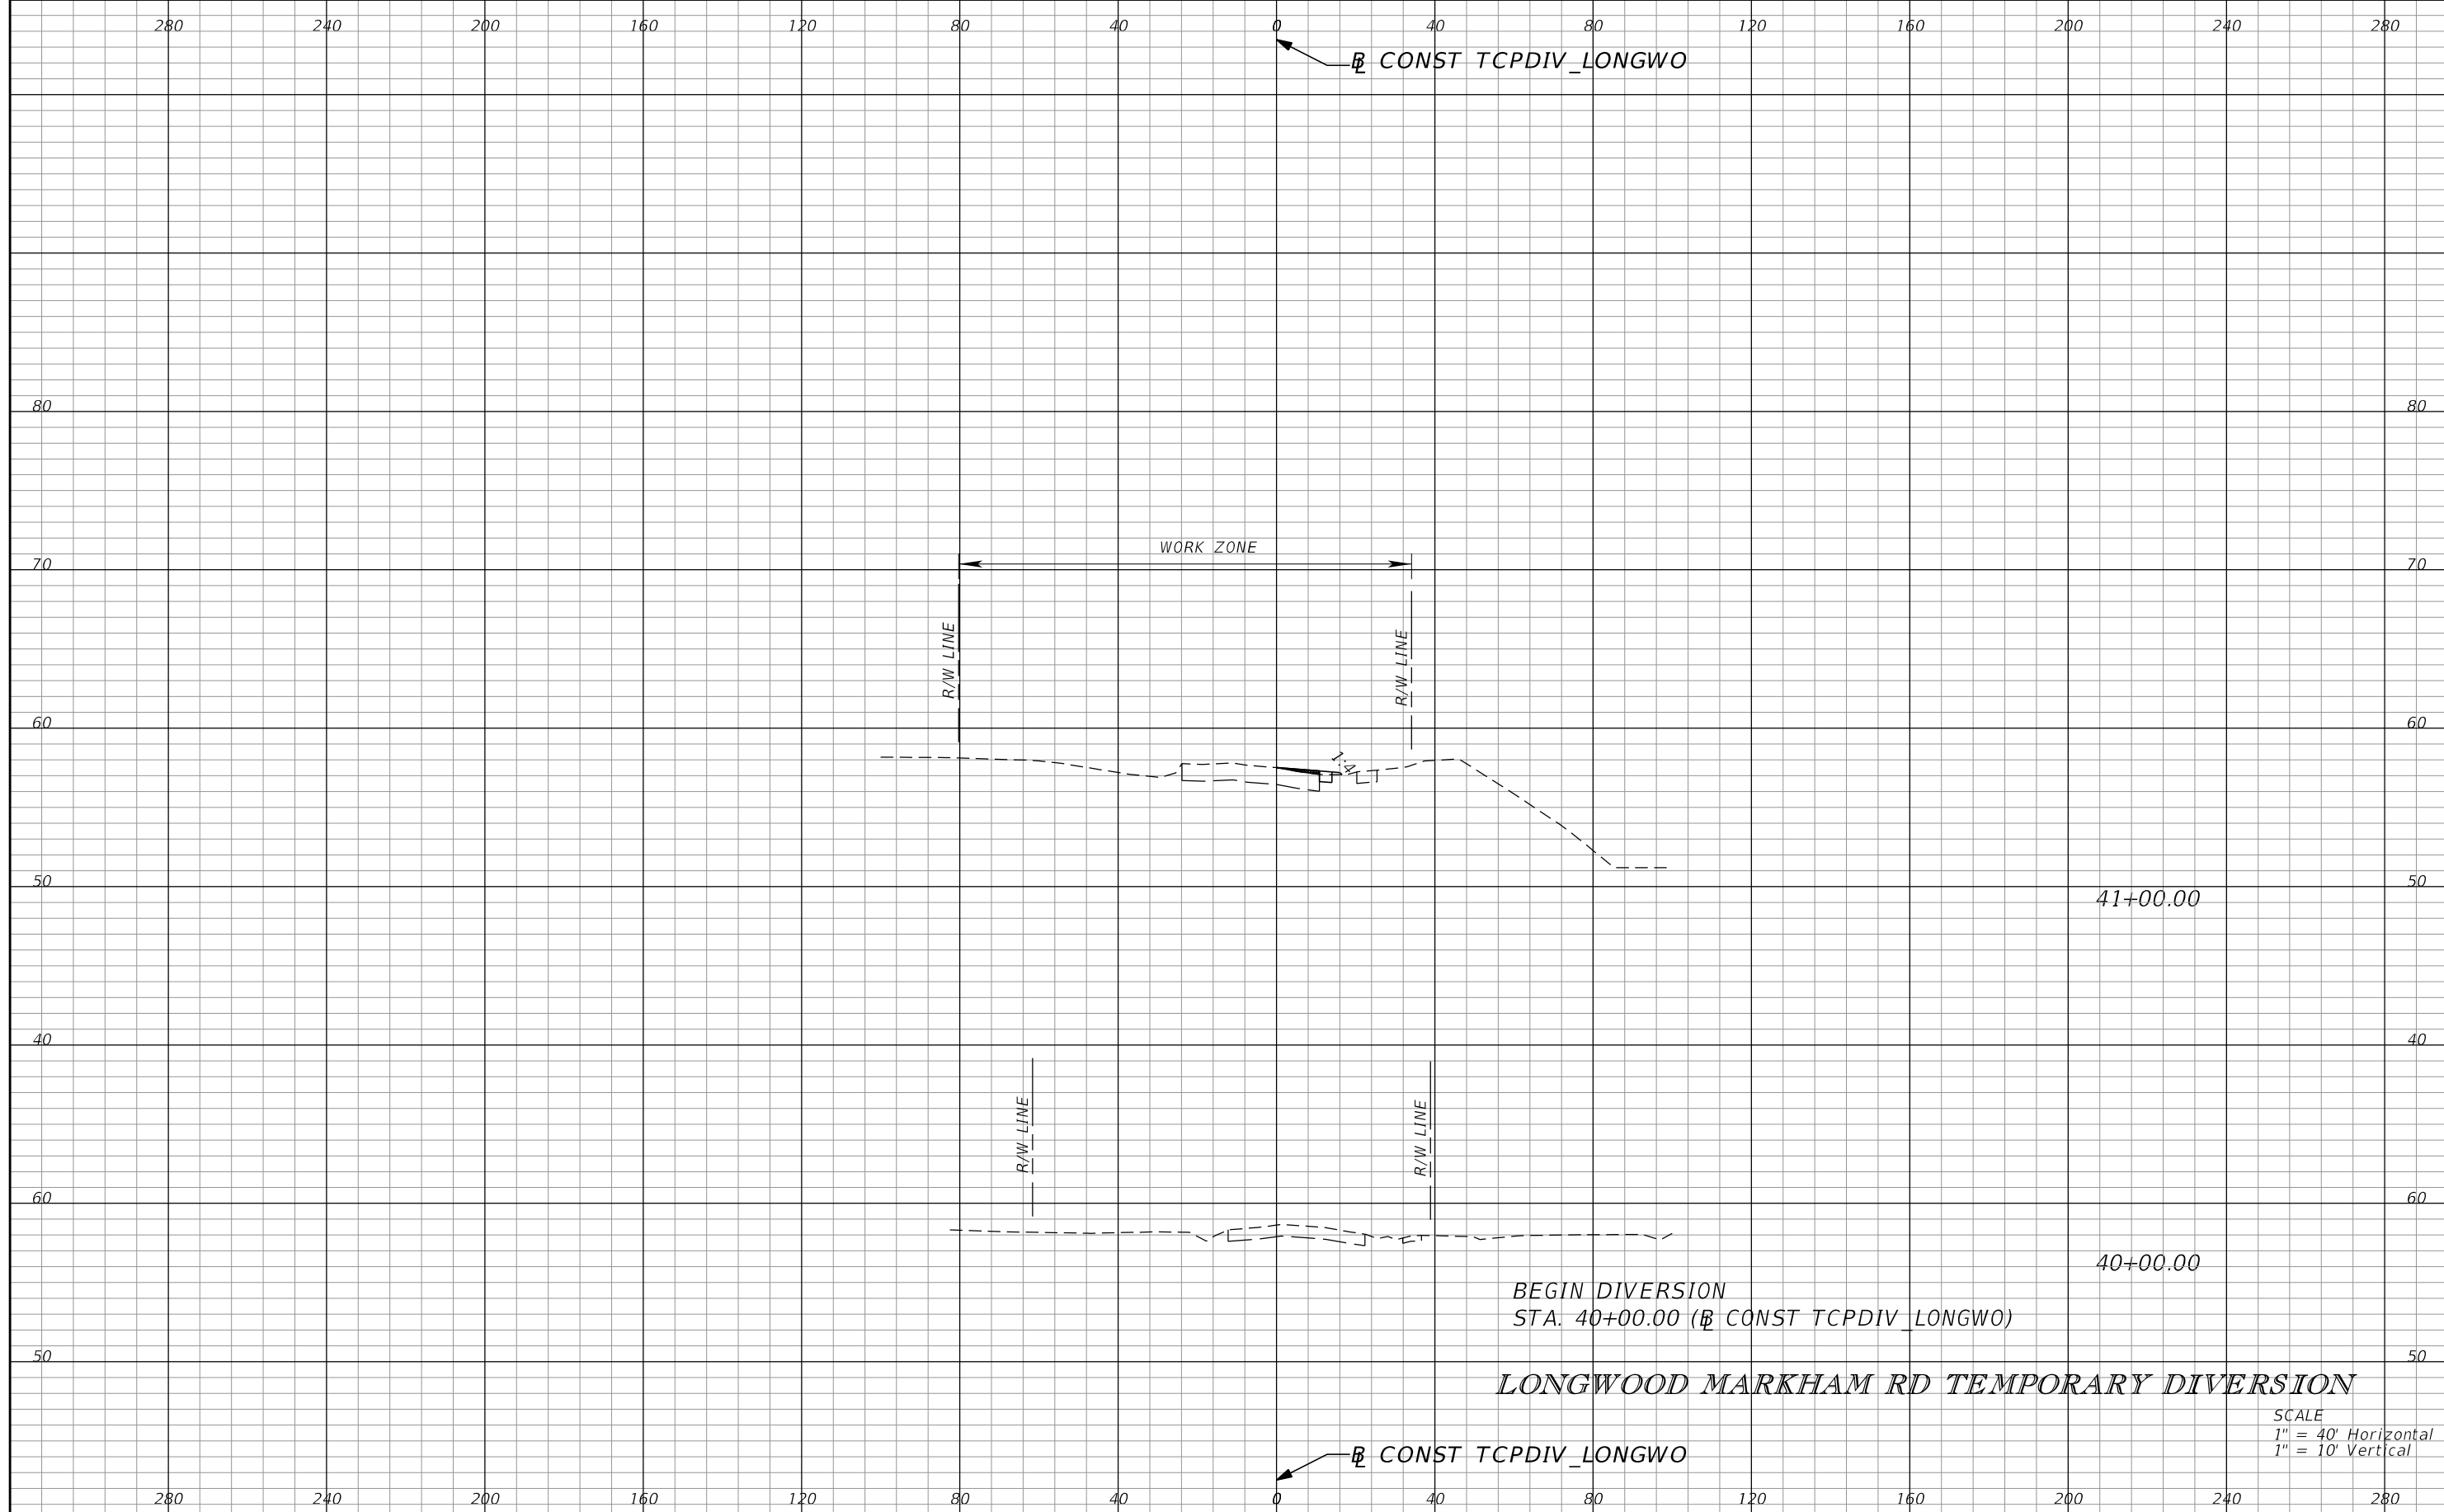 280 240 200 160 120 80 40 0 40 80 120 160 200 240 280
BL CONST TCPDIV_LONGWO
80 80
WORK ZONE
70 70
R/W LINE R/W LINE
60 60
1:4
50 50
41+00.00
40 40
R/W LINE R/W LINE
60 60
40+00.00
BEGIN DIVERSION
STA. 40+00.00 (BL CONST TCPDIV_LONGWO)
50 50
LONGWOOD MARKHAM RD TEMPORARY DIVERSION
SCALE
1" = 40' Horizontal
1" = 10' Vertical
BL CONST TCPDIV_LONGWO
280 240 200 160 120 80 40 0 40 80 120 160 200 240 280